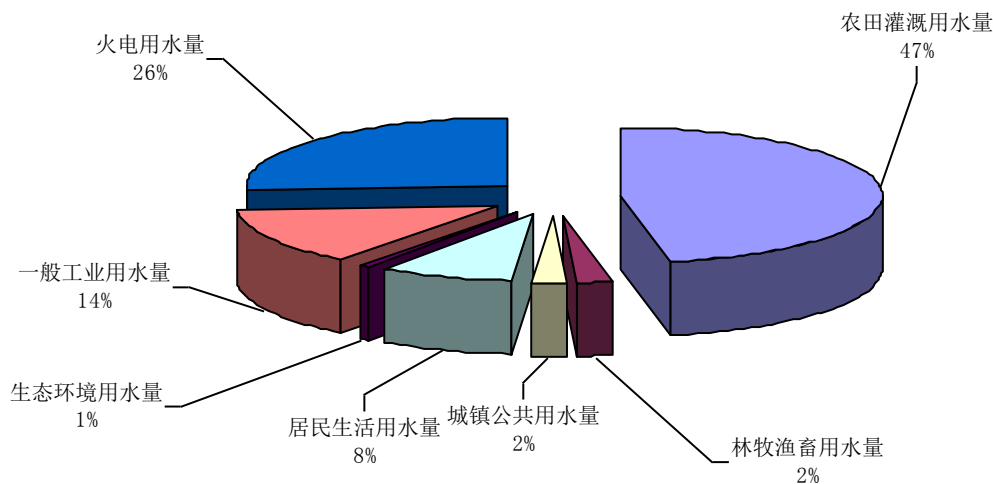 农田灌溉用水量
47%
火电用水量
26%
一般工业用水量
14%
生态环境用水量
1%
居民生活用水量
8%
城镇公共用水量
2%
林牧渔畜用水量
2%